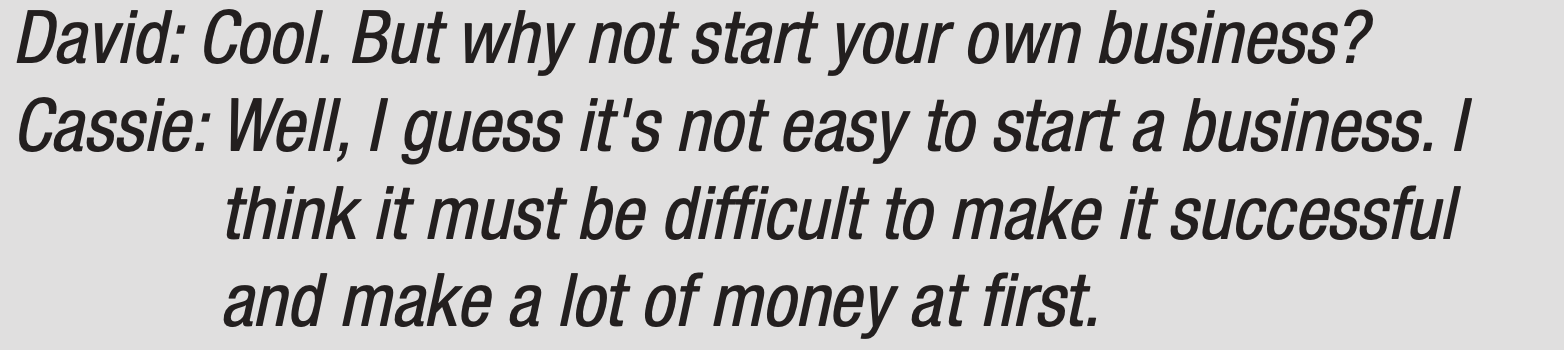 David: Cool. But why not start your own business?
Cassie: Well, I guess it's not easy to start a business. I
think it must be difficult to make it successful
and make a lot of money at first.